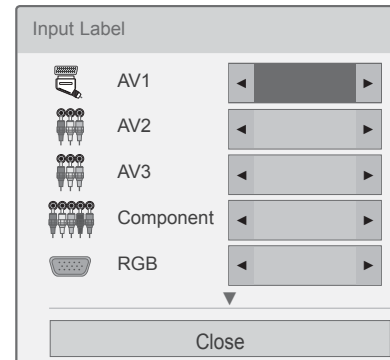 Input Label
AV1
AV2
AV3
Component
RGB
Close